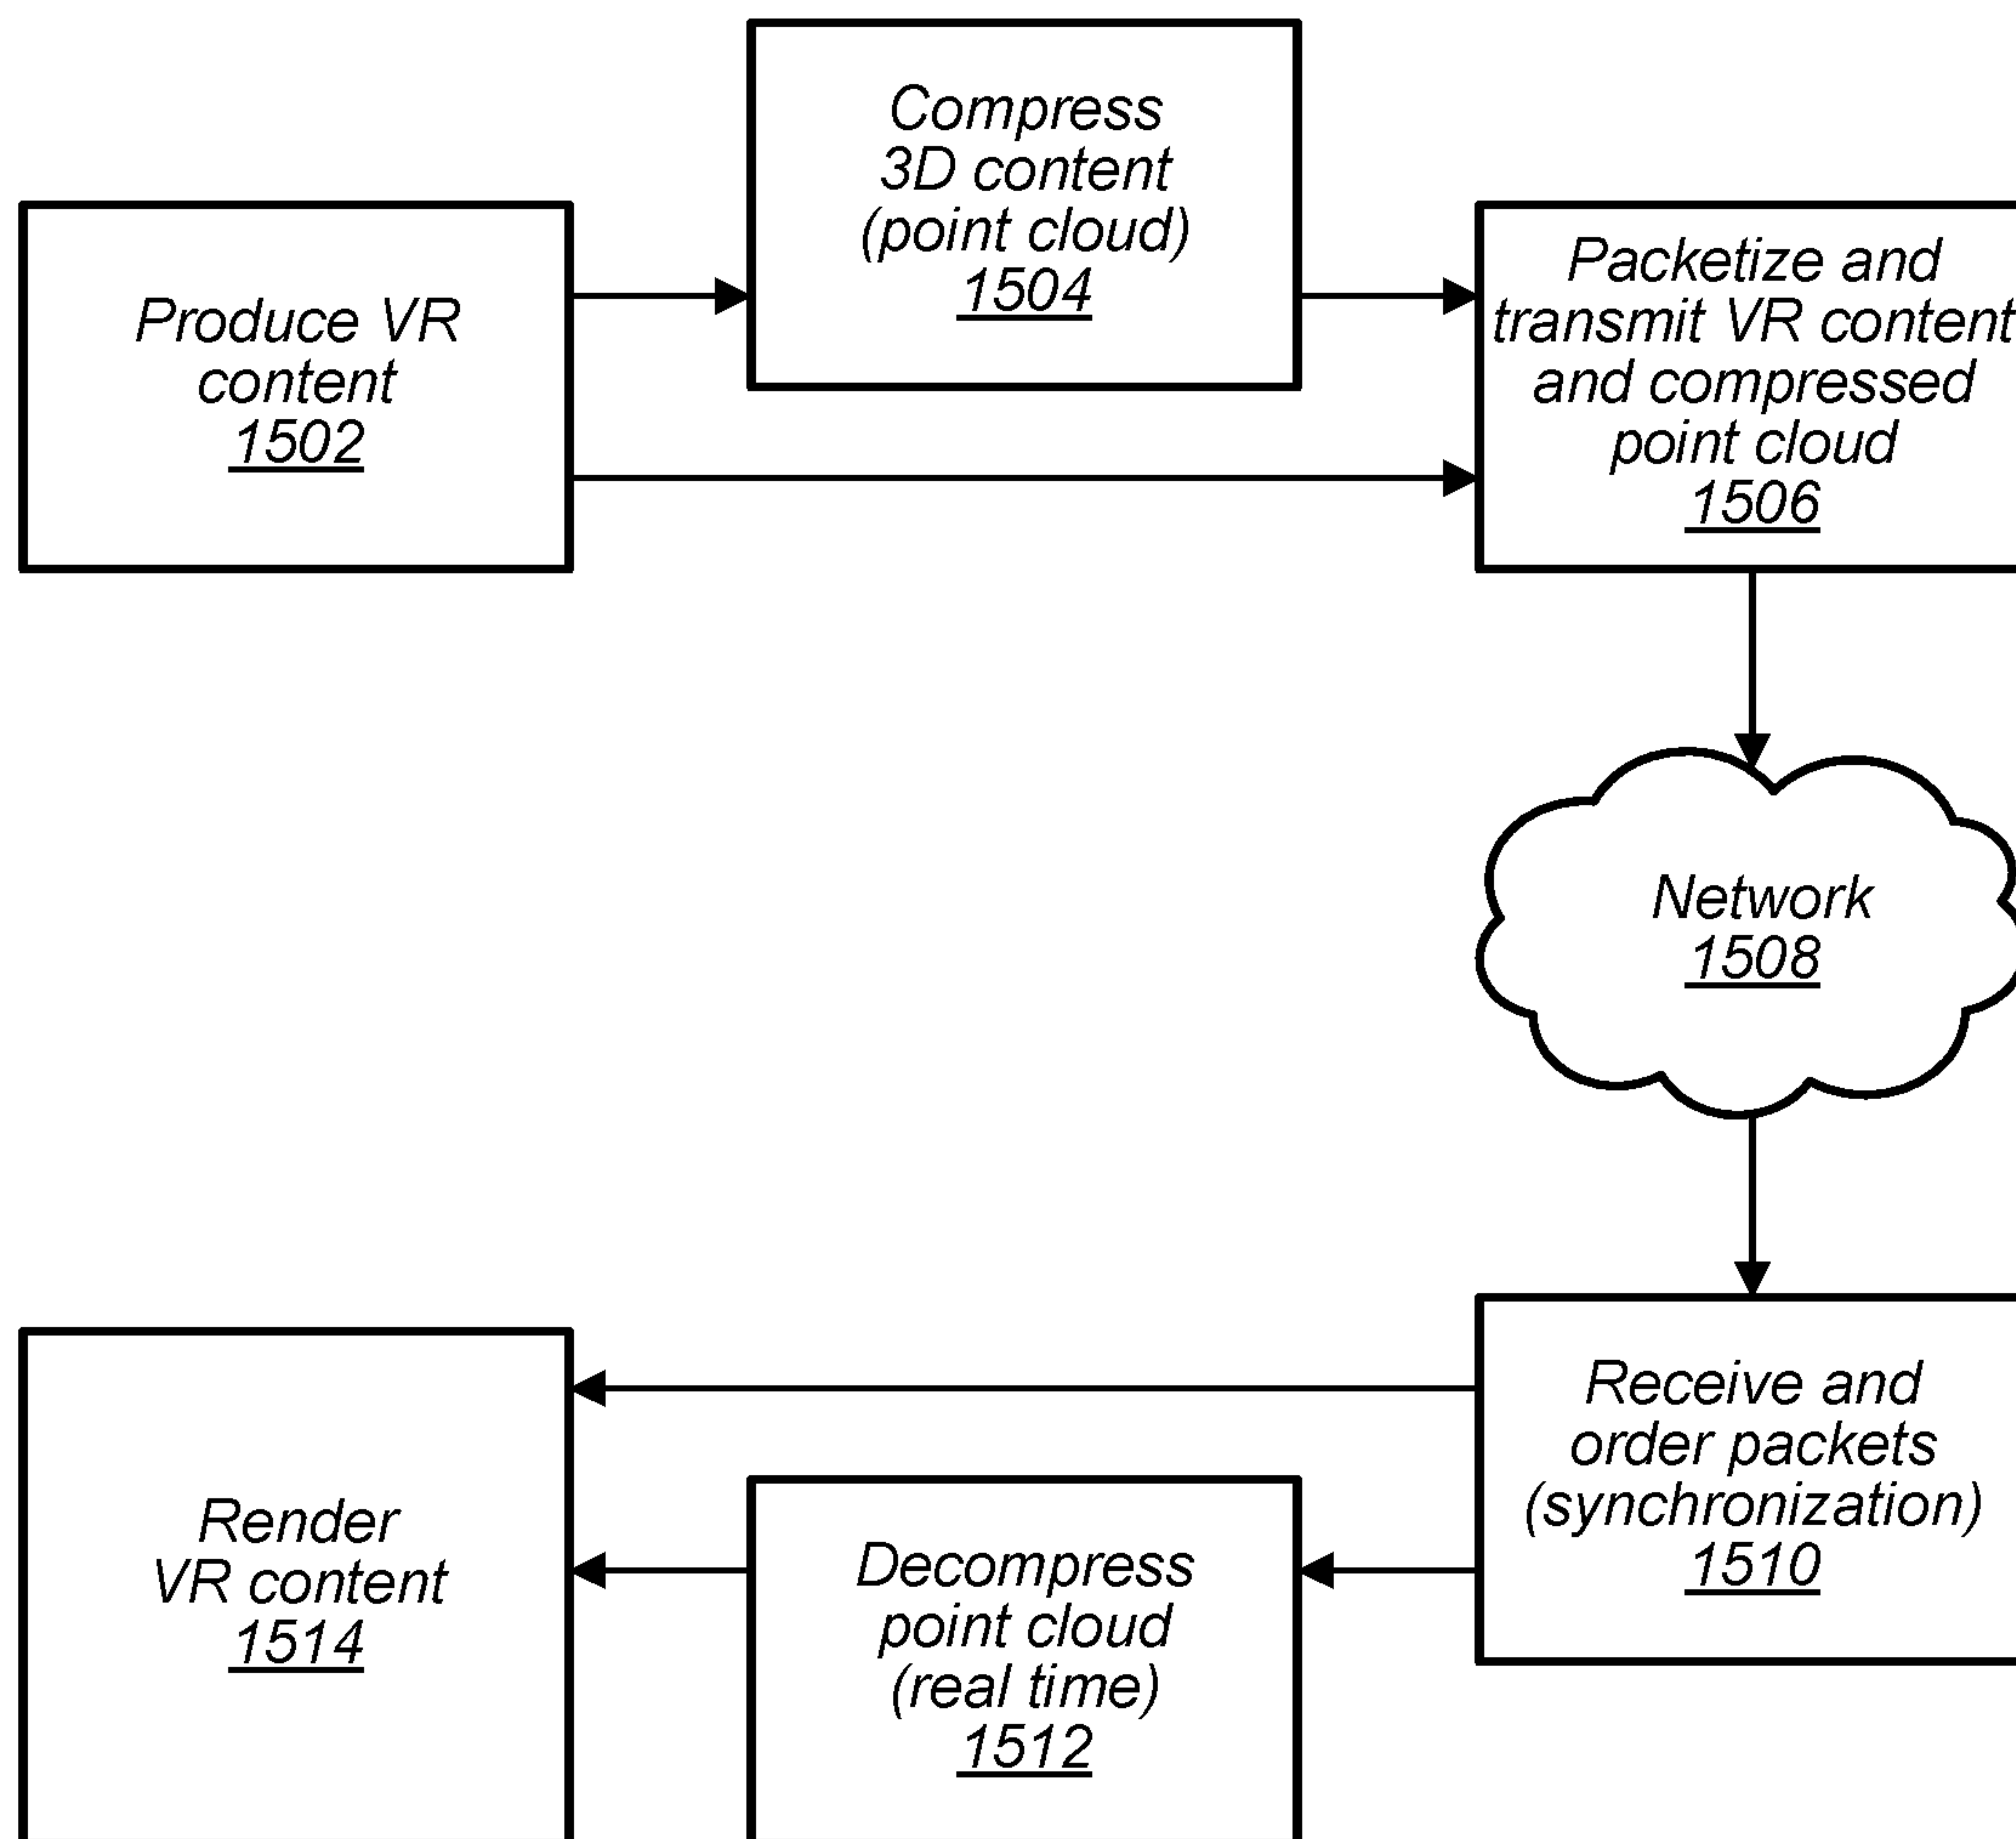 Produce VR
content
1502
Compress
3D content
(point cloud)
1504
Packetize and
transmit VR content
and compressed
point cloud
1506
Network
1508
Receive and
order packets
(synchronization)
1510
Decompress
point cloud
(real time)
1512
Render
VR content
1514